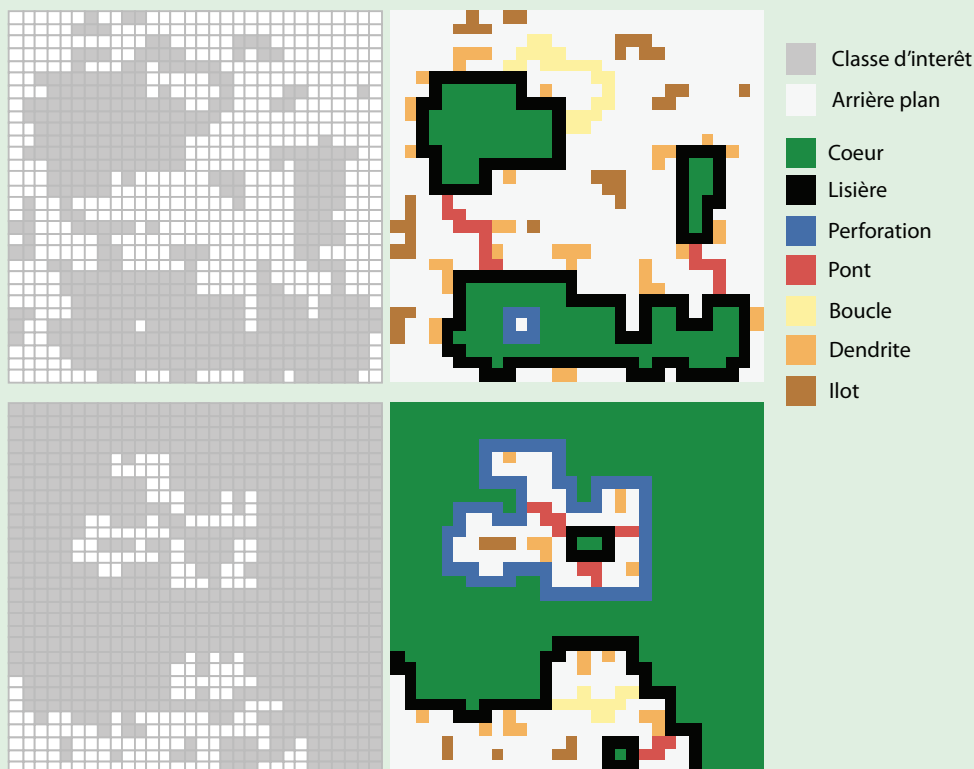 Classe d'interêt
Arrière plan
Coeur
Lisière
Perforation
Pont
Boucle
Dendrite
Ilot